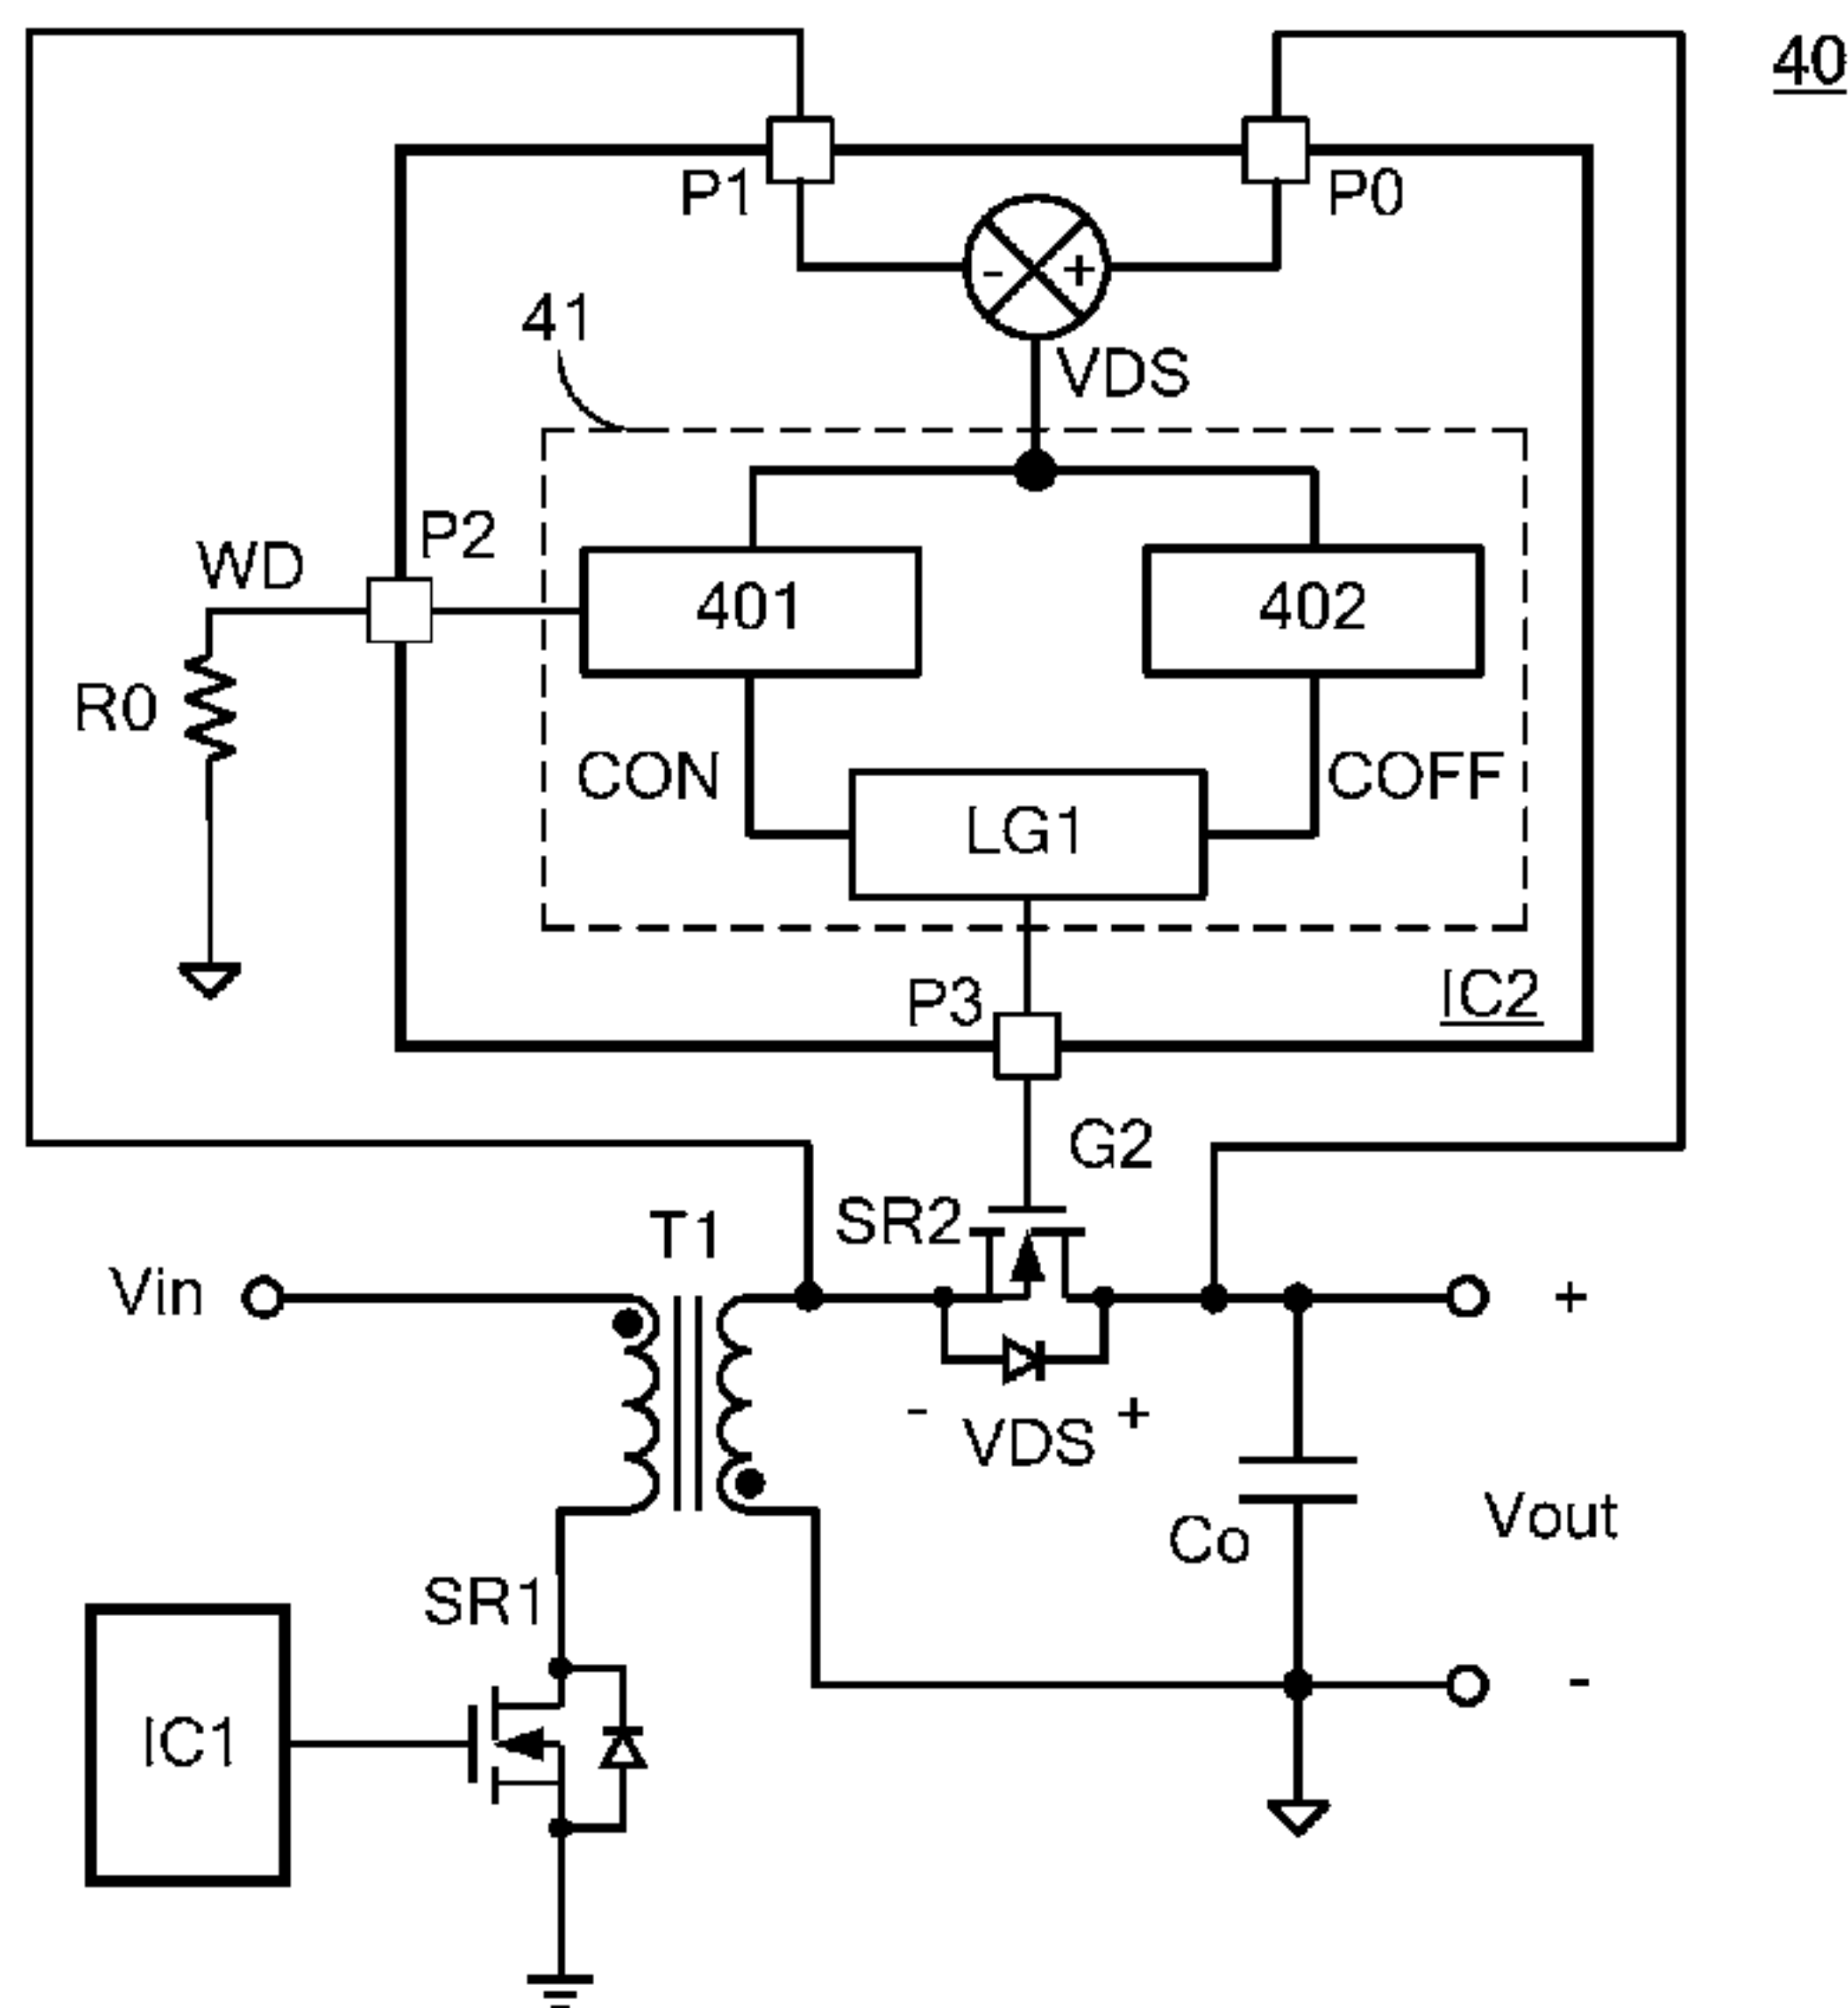 40
P1
P0
- +
41
VDS
P2
WD
401
402
R0
CON
COFF
LG1
P3
IC2
G2
SR2
T1
Vin
+
- VDS +
Vout
Co
SR1
-
IC1